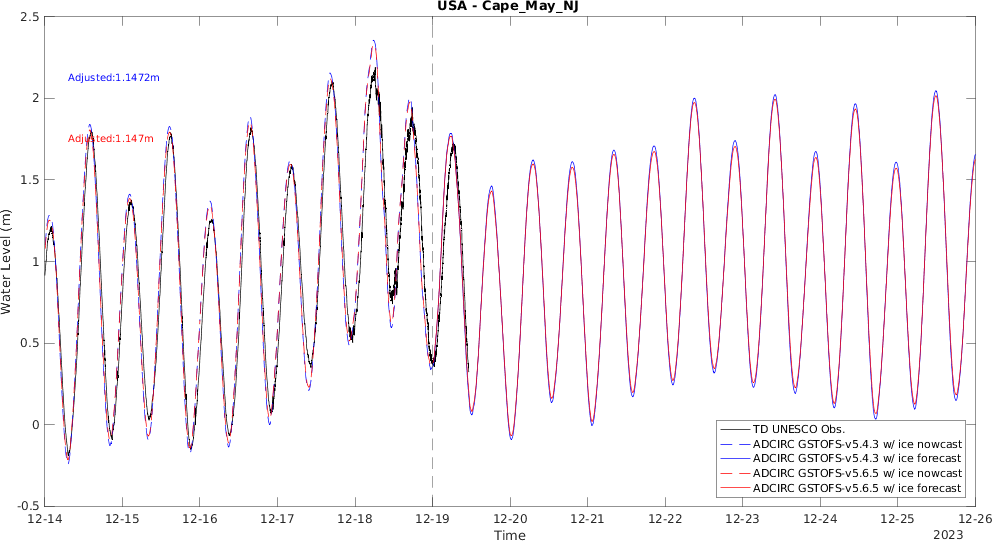 USA - Cape_May_NJ
2.5
2
1.5
1
0.5
0
-0.5
Water Level (m)
Adjusted:1.1472m
Adjusted:1.147m
TD UNESCO Obs.
ADCIRC GSTOFS-v5.4.3 w/ ice nowcast
ADCIRC GSTOFS-v5.4.3 w/ ice forecast
ADCIRC GSTOFS-v5.6.5 w/ ice nowcast
ADCIRC GSTOFS-v5.6.5 w/ ice forecast
12-14 12-15 12-16 12-17 12-18 12-19 12-20 12-21 12-22 12-23 12-24 12-25 12-26
Time
2023